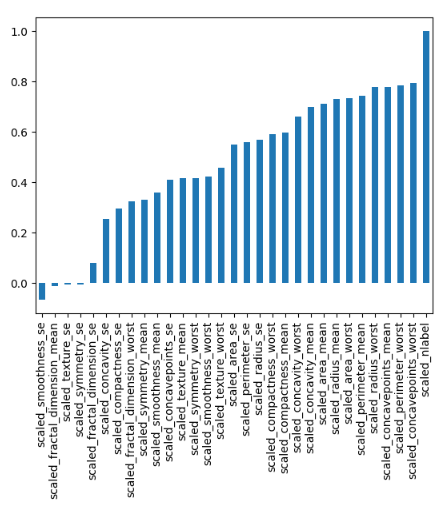 1.0
0.8
0.6
0.4
0.2
0.0
scaled_smoothness_se
scaled_fractal_dimension_mean
scaled_texture_se
scaled_symmetry_se
scaled_fractal_dimension_se
scaled_concavity_se
scaled_compactness_se
scaled_fractal_dimension_worst
scaled_symmetry_mean
scaled_smoothness_mean
scaled_concavepoints_se
scaled_texture_mean
scaled_symmetry_worst
scaled_smoothness_worst
scaled_texture_worst
scaled_area_se
scaled_perimeter_se
scaled_radius_se
scaled_compactness_worst
scaled_compactness_mean
scaled_concavity_worst
scaled_concavity_mean
scaled_area_mean
scaled_radius_mean
scaled_area_worst
scaled_perimeter_mean
scaled_radius_worst
scaled_concavepoints_mean
scaled_perimeter_worst
scaled_concavepoints_worst
scaled_nlabel